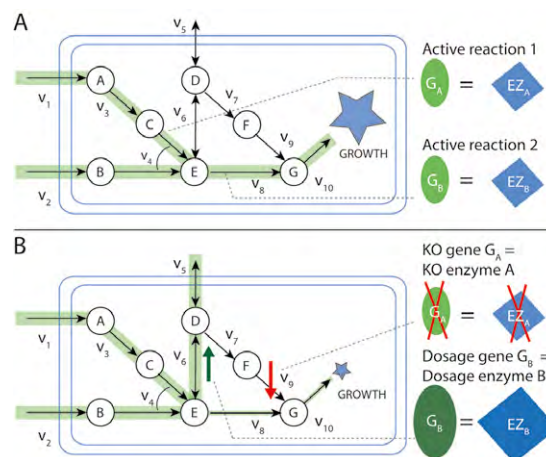 A
V5
Active reaction 1
A
D
GA
=
EZA
V1
V3
V7
C
V6
F
V9
GROWTH
Active reaction 2
V4
B
E
G
GB
=
EZB
V2
V8
V10
B
KO gene GA =
KO enzyme A
V5
A
D
GA
=
EZA
V1
V3
V7
C
V6
F
V9
Dosage gene GB =
Dosage enzyme B
V4
GROWTH
B
E
G
GB
=
EZB
V2
V8
V10